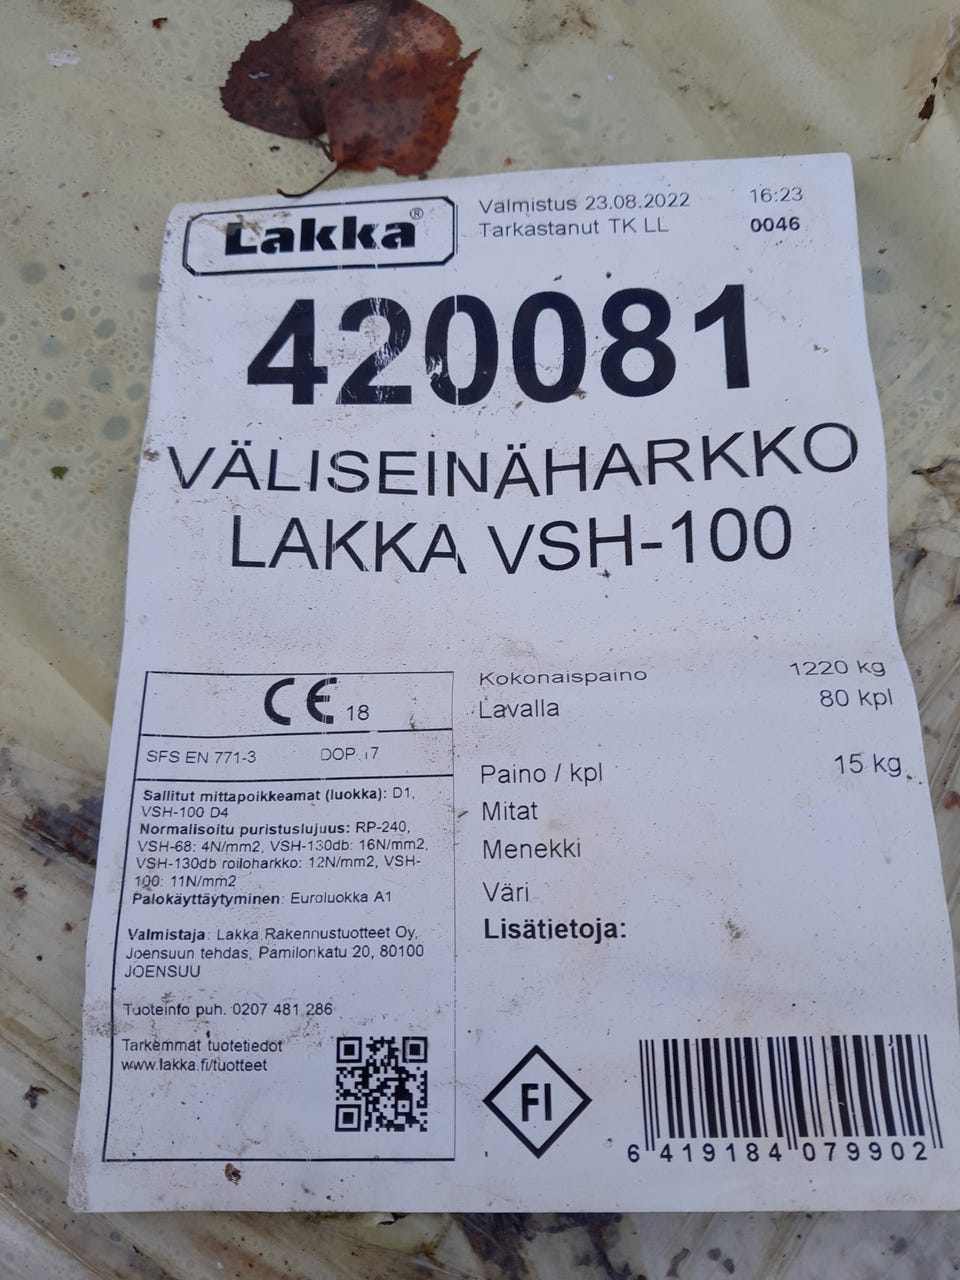 Lakka®
Valmistus 23.08.2022 16:23
Tarkastanut TK LL 0046
420081
VÄLISEINÄHARKKO
LAKKA VSH-100
CE 18
SFS EN 771-3
Sallitut mittapoikkeamat (luokka): D1,
VSH-100 D4
Normalisoitu puristuslujuus: RP-240,
VSH-68: 4N/mm2, VSH-130db: 16N/mm2,
VSH-130db roiloharkko: 12N/mm2, VSH-
100: 11N/mm2
Palokäyttäytyminen: Euroluokka A1
Valmistaja: Lakka Rakennustuotteet Oy,
Joensuun tehdas, Pamilonkatu 20, 80100
JOENSUU
Tuoteinfo puh. 0207 481 286
Tarkemmat tuotetiedot
www.lakka.fi/tuotteet
Kokonaispaino 1220 kg
Lavalla 80 kpl
Paino / kpl 15 kg
Mitat
Menekki
Väri
Lisätietoja:
FI
6 419184 079902